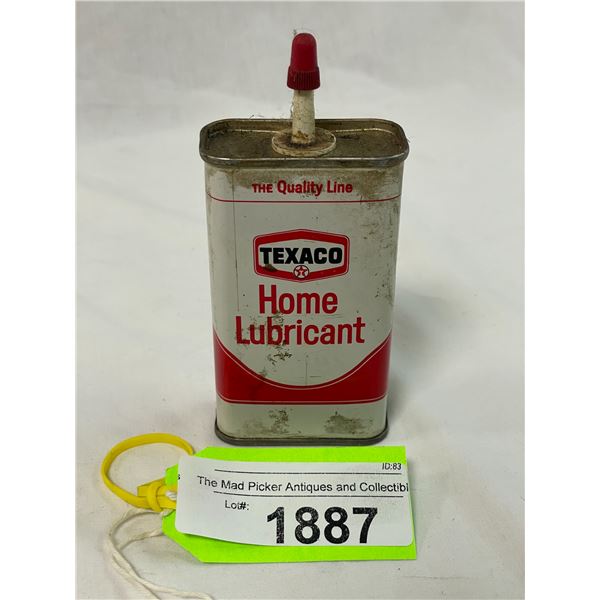 THE Quality Line
TEXACO
Home
Lubricant
ID:83
The Mad Picker Antiques and Collectibl
Lot#:
1887